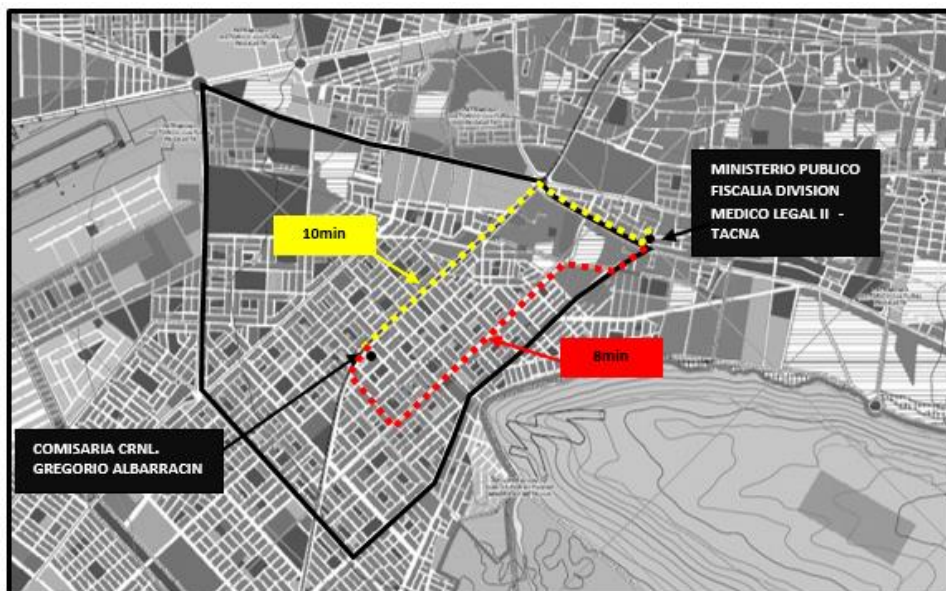 MINISTERIO PUBLICO
FISCALIA DIVISION
MEDICO LEGAL II -
TACNA
10min
8min
COMISARIA CRNL.
GREGORIO ALBARRACIN